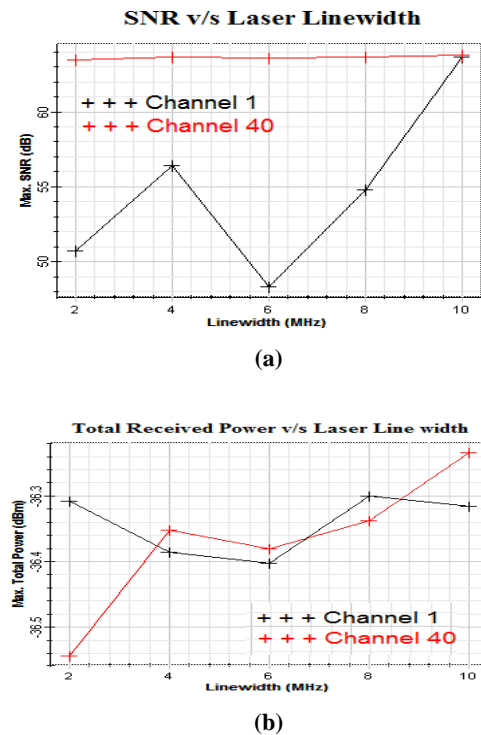 SNR v/s Laser Linewidth
Max. SNR (dB)
60
55
50
+ + + Channel 1
+ + + Channel 40
2 4 6 8 10
Linewidth (MHz)
(a)
Total Received Power v/s Laser Line width
Max. Total Power (dBm)
-36.3
-36.4
-36.5
+ + + Channel 1
+ + + Channel 40
2 4 6 8 10
Linewidth (MHz)
(b)